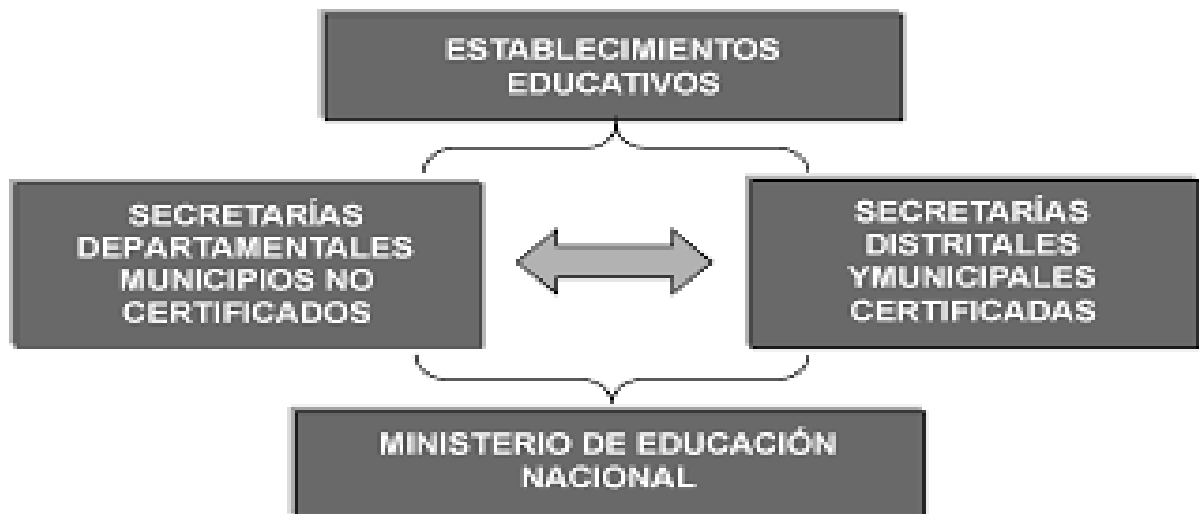 ESTABLECIMIENTOS
EDUCATIVOS
SECRETARÍAS
DEPARTAMENTALES
MUNICIPIOS NO
CERTIFICADOS
SECRETARÍAS
DISTRITALES
YMUNICIPALES
CERTIFICADAS
MINISTERIO DE EDUCACIÓN
NACIONAL